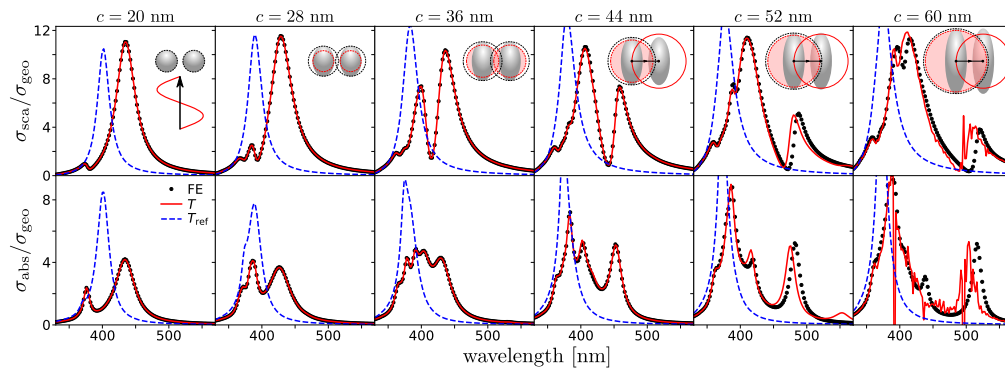 c = 20 nm
c = 28 nm
c = 36 nm
c = 44 nm
c = 52 nm
c = 60 nm
σsca/σgeo
12
8
4
0
σabs/σgeo
8
4
0
FE
T
Tref
400 500
400 500
400 500
400 500
400 500
400 500
wavelength [nm]